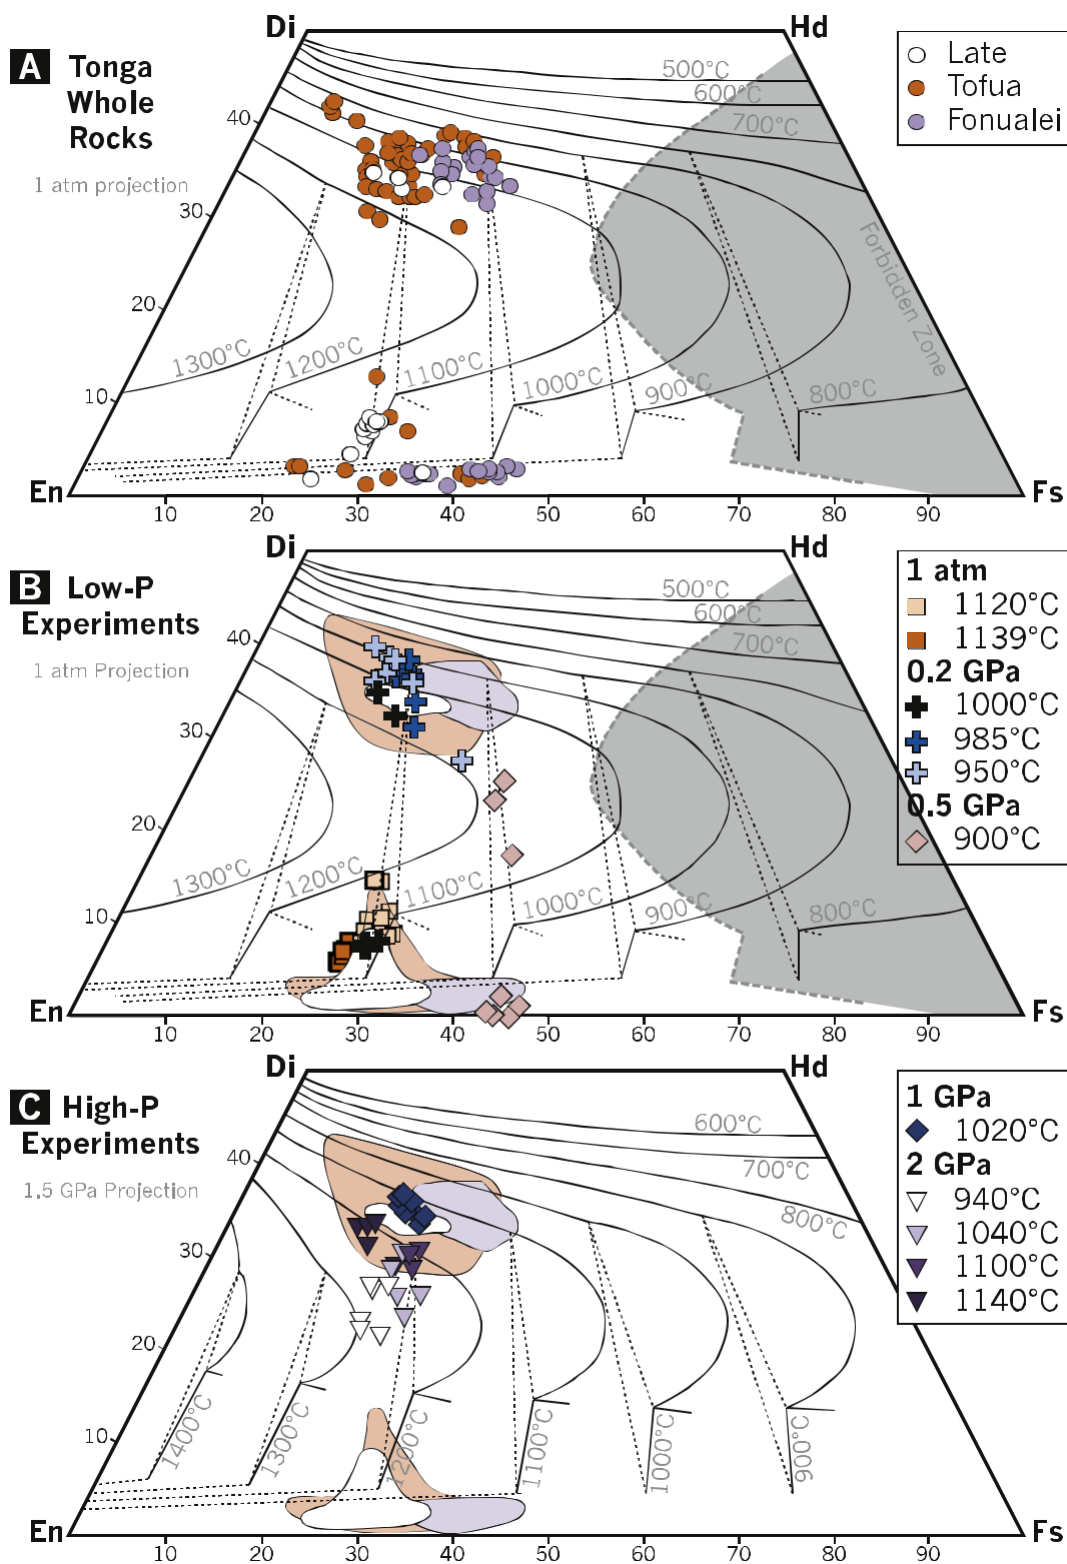 Di
Hd
A Tonga
Whole
Rocks
1 atm projection
Late
Tofua
Fonualei
500°C
600°C
700°C
40
30
20
10
1300°C
1200°C
1100°C
1000°C
900°C
800°C
Forbidden Zone
En
Fs
10 20 30 40 50 60 70 80 90
Di
Hd
B Low-P
Experiments
1 atm Projection
1 atm
1120°C
1139°C
0.2 GPa
1000°C
985°C
950°C
0.5 GPa
900°C
500°C
600°C
700°C
40
30
20
10
1300°C
1200°C
1100°C
1000°C
900°C
800°C
En
Fs
10 20 30 40 50 60 70 80 90
Di
Hd
C High-P
Experiments
1.5 GPa Projection
1 GPa
1020°C
2 GPa
940°C
1040°C
1100°C
1140°C
600°C
700°C
800°C
40
30
20
10
1400°C
1300°C
1200°C
1100°C
1000°C
900°C
En
Fs
10 20 30 40 50 60 70 80 90